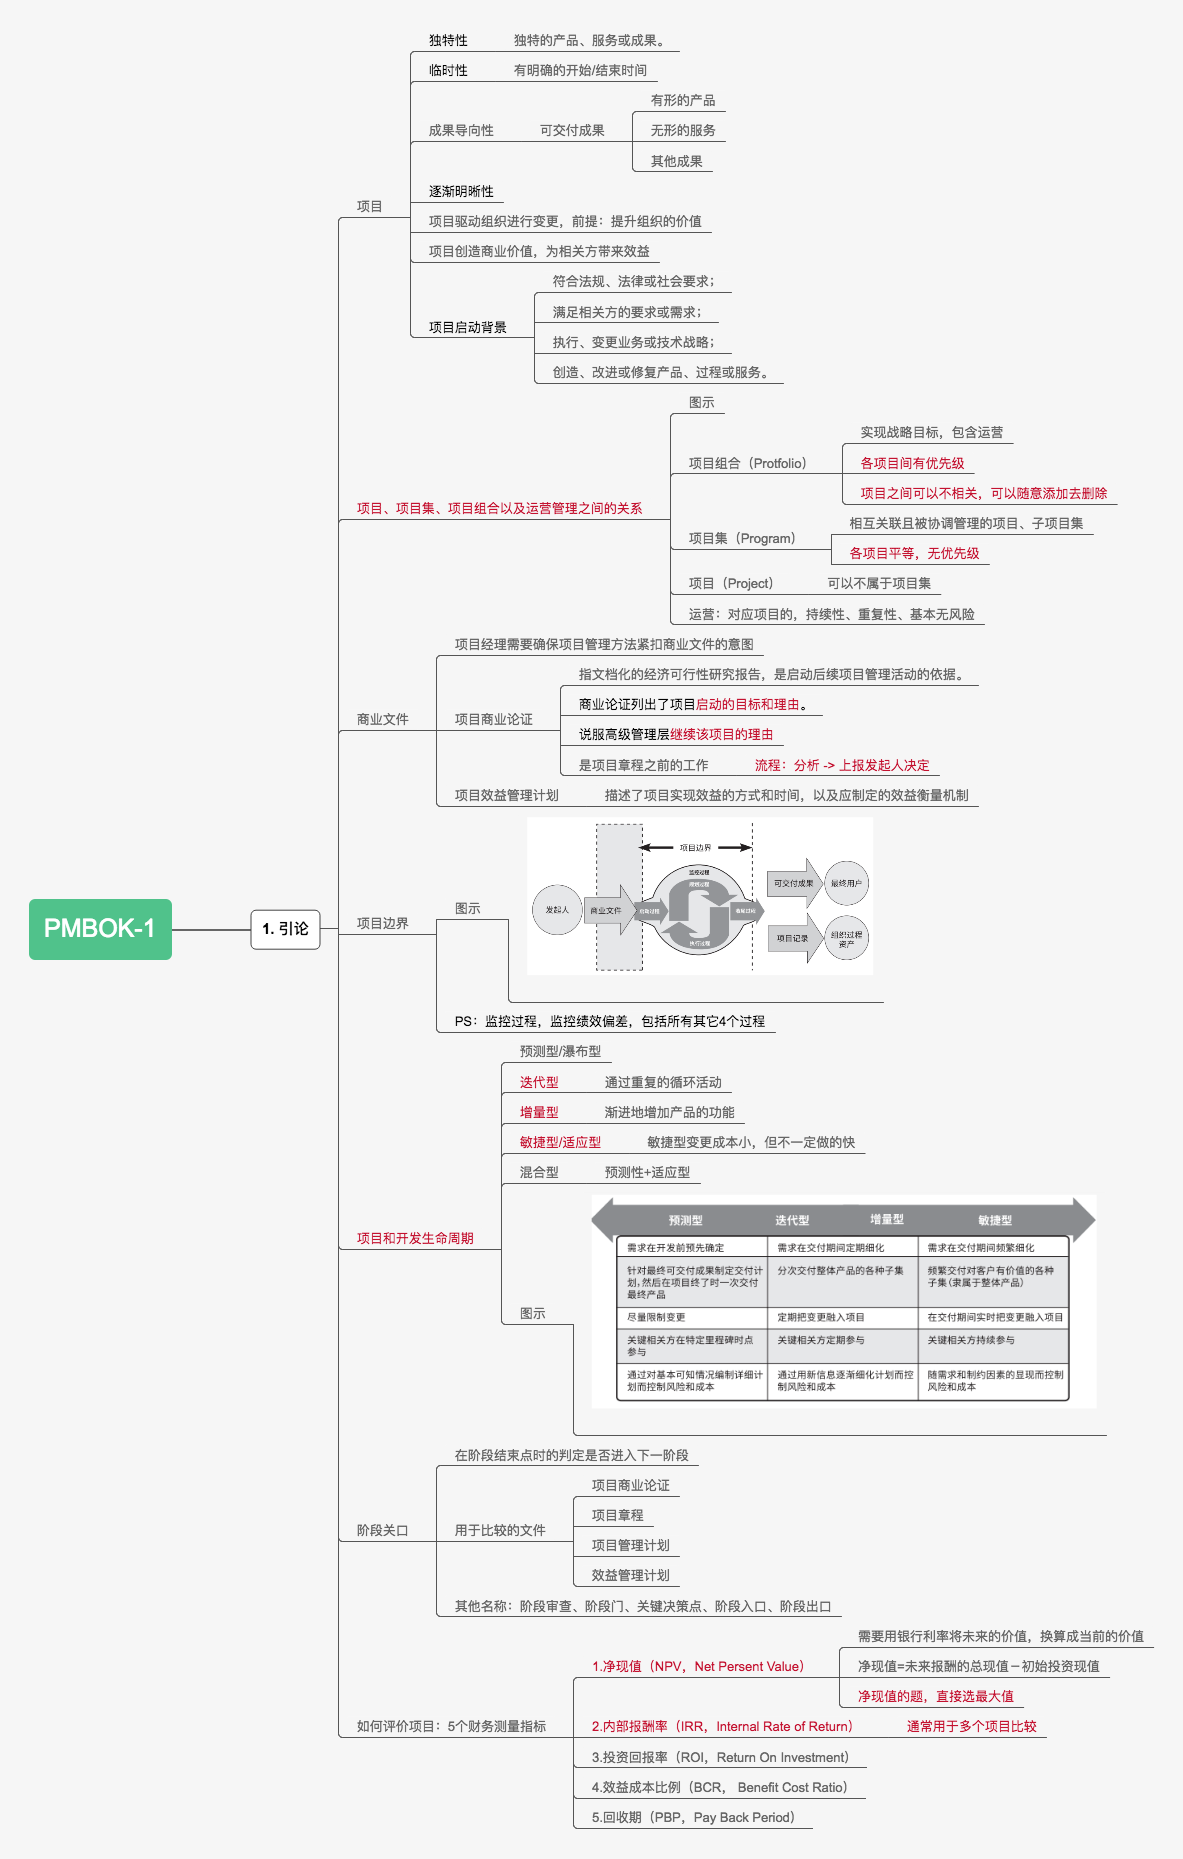 独特性
独特的产品、服务或成果。
临时性
有明确的开始/结束时间
有形的产品
成果导向性
可交付成果
无形的服务
其他成果
逐渐明晰性
项目
项目驱动组织进行变更，前提：提升组织的价值
项目创造商业价值，为相关方带来效益
符合法规、法律或社会要求；
满足相关方的要求或需求；
项目启动背景
执行、变更业务或技术战略；
创造、改进或修复产品、过程或服务。
图示
实现战略目标，包含运营
项目组合（Protfolio）
各项目间有优先级
项目之间可以不相关，可以随意添加去删除
项目、项目集、项目组合以及运营管理之间的关系
相互关联且被协调管理的项目、子项目集
项目集（Program）
各项目平等，无优先级
项目（Project）
可以不属于项目集
运营：对应项目的，持续性、重复性、基本无风险
项目经理需要确保项目管理方法紧扣商业文件的意图
指文档化的经济可行性研究报告，是启动后续项目管理活动的依据。
商业论证列出了项目启动的目标和理由。
商业文件
项目商业论证
说服高级管理层继续该项目的理由
是项目章程之前的工作
流程：分析 -> 上报发起人决定
项目效益管理计划
描述了项目实现效益的方式和时间，以及应制定的效益衡量机制
项目边界
监控过程
规划过程
可交付成果
最终用户
发起人
商业文件
启动过程
收尾过程
执行过程
项目记录
组织过程
资产
图示
项目边界
PMBOK-1
1. 引论
PS：监控过程，监控绩效偏差，包括所有其它4个过程
预测型/瀑布型
迭代型
通过重复的循环活动
增量型
渐进地增加产品的功能
敏捷型/适应型
敏捷型变更成本小，但不一定做的快
混合型
预测性+适应型
项目和开发生命周期
图示
预测型
迭代型
增量型
敏捷型
需求在开发前预先确定
需求在交付期间定期细化
需求在交付期间频繁细化
针对最终可交付成果制定交付计
划，然后在项目终了时一次交付
最终产品
分次交付整体产品的各种子集
频繁交付对客户有价值的各种
子集（隶属于整体产品）
尽量限制变更
定期把变更融入项目
在交付期间实时把变更融入项目
关键相关方在特定里程碑时点
参与
关键相关方定期参与
关键相关方持续参与
通过对基本可知情况编制详细计
划而控制风险和成本
通过用新信息逐渐细化计划而控
制风险和成本
随需求和制约因素的显现而控制
风险和成本
在阶段结束点时的判定是否进入下一阶段
项目商业论证
项目章程
阶段关口
用于比较的文件
项目管理计划
效益管理计划
其他名称：阶段审查、阶段门、关键决策点、阶段入口、阶段出口
需要用银行利率将未来的价值，换算成当前的价值
1.净现值（NPV，Net Persent Value）
净现值=未来报酬的总现值－初始投资现值
净现值的题，直接选最大值
如何评价项目：5个财务测量指标
2.内部报酬率（IRR，Internal Rate of Return）
通常用于多个项目比较
3.投资回报率（ROI，Return On Investment）
4.效益成本比例（BCR， Benefit Cost Ratio）
5.回收期（PBP，Pay Back Period）